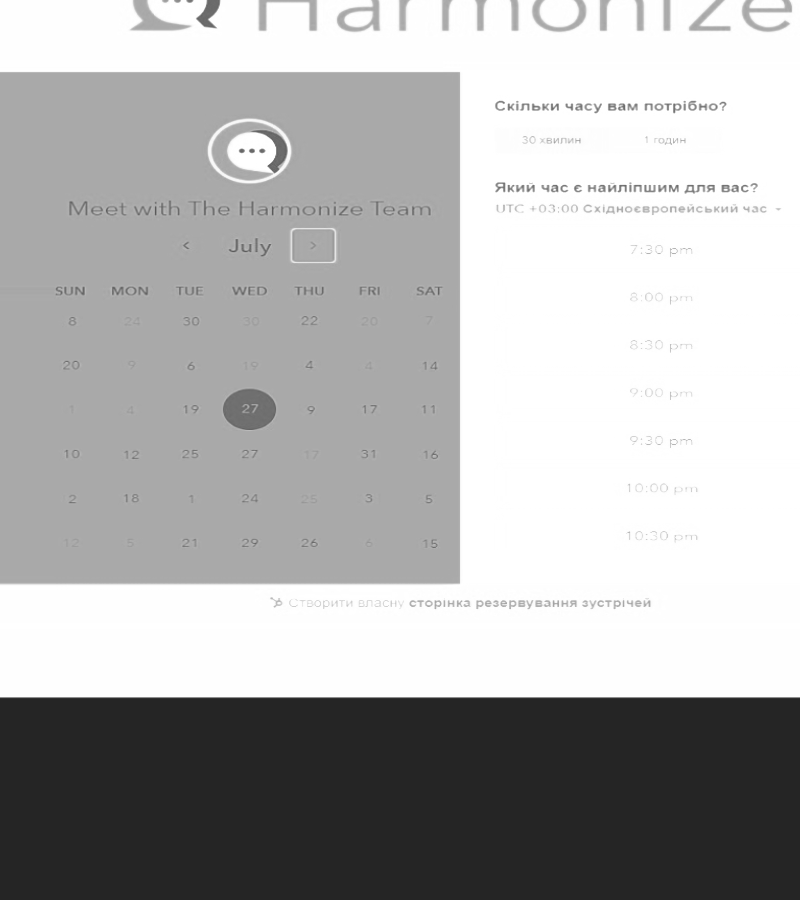 Harmonize
Meet with The Harmonize Team
July
SUN MON TUE WED THU FRI SAT
8 24 30 30 22 20 7
20 9 6 19 4 4 14
1 4 19 27 9 17 11
10 12 25 27 17 31 16
2 18 1 24 25 3 5
12 5 21 29 26 6 15
Скільки часу вам потрібно?
30 хвилин 1 годин
Який час є найліпшим для вас?
UTC +03:00 Східноєвропейський час
7:30 pm
8:00 pm
8:30 pm
9:00 pm
9:30 pm
10:00 pm
10:30 pm
Створити власну сторінка резервування зустрічей